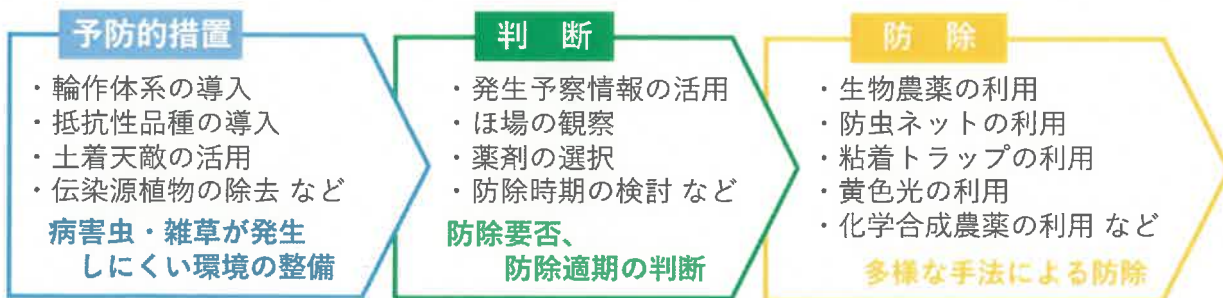 予防的措置
・輪作体系の導入
・抵抗性品種の導入
・土着天敵の活用
・伝染源植物の除去 など
病害虫・雑草が発生
しにくい環境の整備
判 断
・発生予察情報の活用
・ほ場の観察
・薬剤の選択
・防除時期の検討 など
防除要否、
防除適期の判断
防 除
・生物農薬の利用
・防虫ネットの利用
・粘着トラップの利用
・黄色光の利用
・化学合成農薬の利用 など
多様な手法による防除